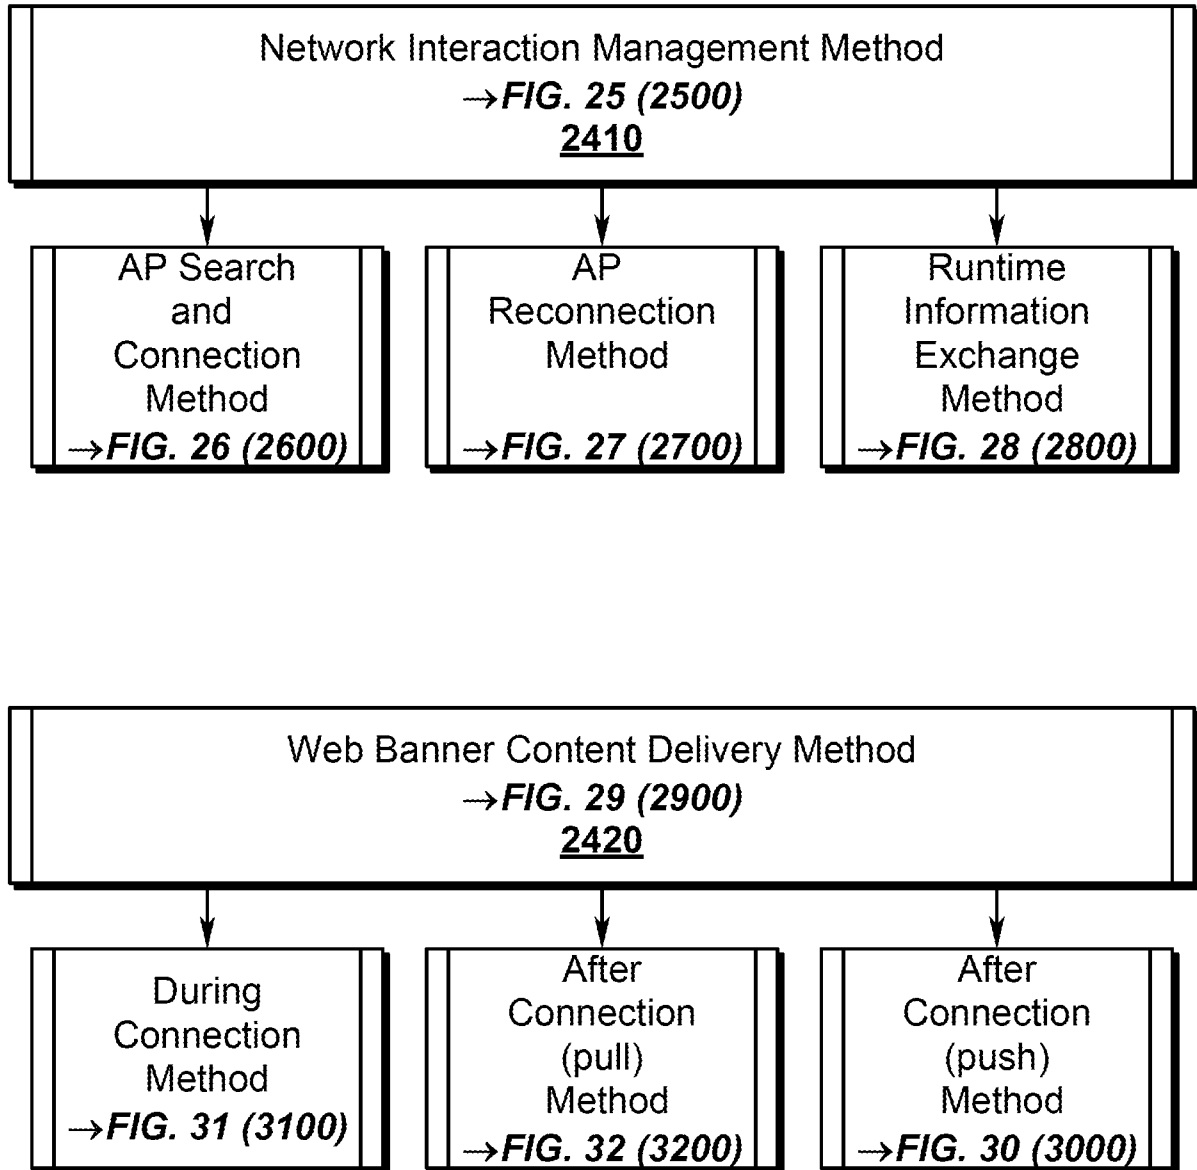 Network Interaction Management Method
→FIG. 25 (2500)
2410
AP Search
and
Connection
Method
→FIG. 26 (2600)
AP
Reconnection
Method
→FIG. 27 (2700)
Runtime
Information
Exchange
Method
→FIG. 28 (2800)
Web Banner Content Delivery Method
→FIG. 29 (2900)
2420
During
Connection
Method
→FIG. 31 (3100)
After
Connection
(pull)
Method
→FIG. 32 (3200)
After
Connection
(push)
Method
→FIG. 30 (3000)